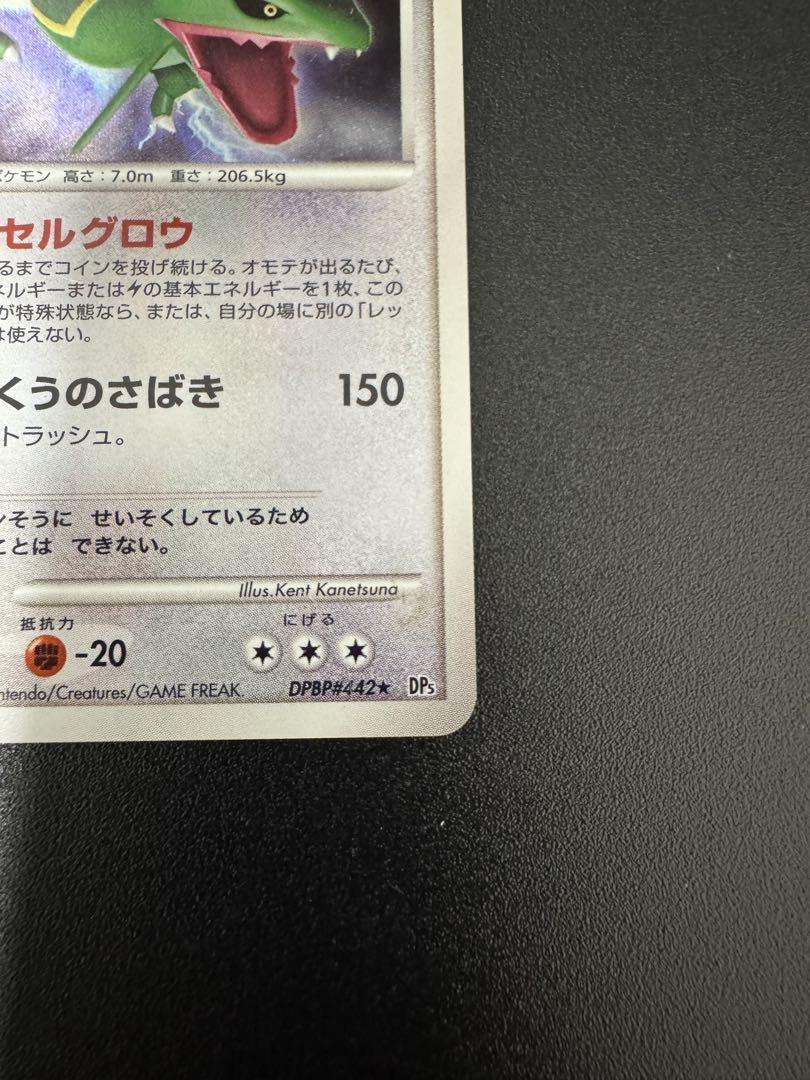 ポケモン 高さ：7.0m 重さ：206.5kg
セルグロウ
るまでコインを投げ続ける。オモテが出るたび、
ネルギーまたは⚡の基本エネルギーを1枚、この
が特殊状態なら、または、自分の場に別の「レッ
は使えない。
くうのさばき 150
トラッシュ。
ンそうに せいそくしているため
ことは できない。
Illus.Kent Kanetsuna
抵抗力 にげる
-20
ntendo/Creatures/GAME FREAK. DPBP#442★ DP5